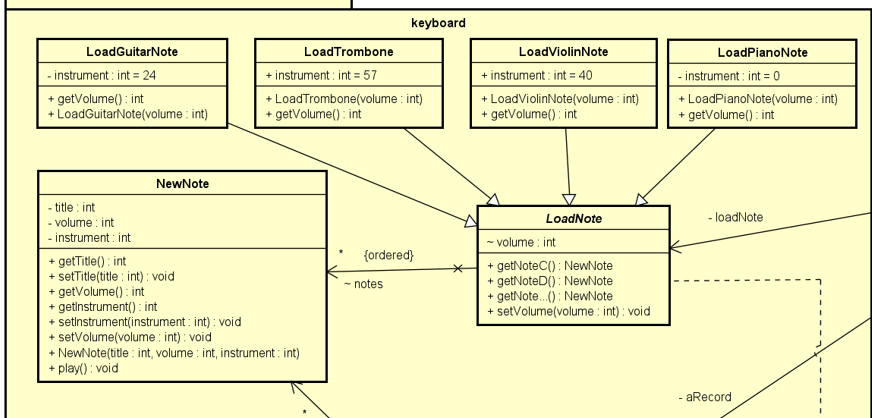 keyboard
LoadGuitarNote
- instrument : int = 24
+ getVolume() : int
+ LoadGuitarNote(volume : int)
LoadTrombone
+ instrument : int = 57
+ LoadTrombone(volume : int)
+ getVolume() : int
LoadViolinNote
+ instrument : int = 40
+ LoadViolinNote(volume : int)
+ getVolume() : int
LoadPianoNote
- instrument : int = 0
+ LoadPianoNote(volume : int)
+ getVolume() : int
NewNote
- title : int
- volume : int
- instrument : int
+ getTitle() : int
+ setTitle(title : int) : void
+ getVolume() : int
+ getInstrument() : int
+ setInstrument(instrument : int) : void
+ setVolume(volume : int) : void
+ NewNote(title : int, volume : int, instrument : int)
+ play() : void
* {ordered}
~ notes
LoadNote
~ volume : int
+ getNoteC() : NewNote
+ getNoteD() : NewNote
+ getNote...() : NewNote
+ setVolume(volume : int) : void
- loadNote
- aRecord
*